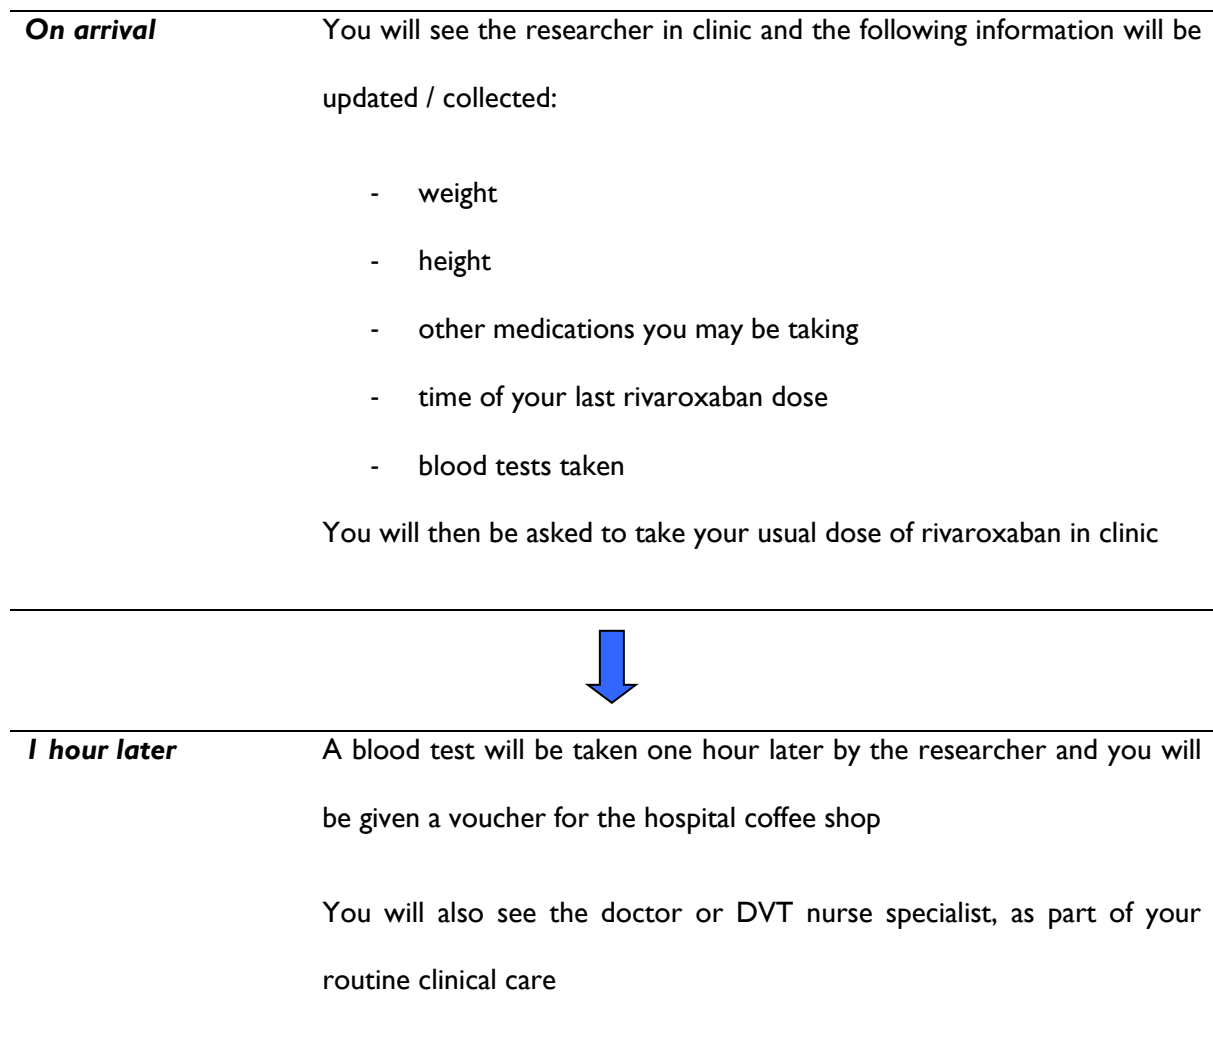 On arrival You will see the researcher in clinic and the following information will be
updated / collected:
- weight
- height
- other medications you may be taking
- time of your last rivaroxaban dose
- blood tests taken
You will then be asked to take your usual dose of rivaroxaban in clinic
1 hour later A blood test will be taken one hour later by the researcher and you will
be given a voucher for the hospital coffee shop
You will also see the doctor or DVT nurse specialist, as part of your
routine clinical care